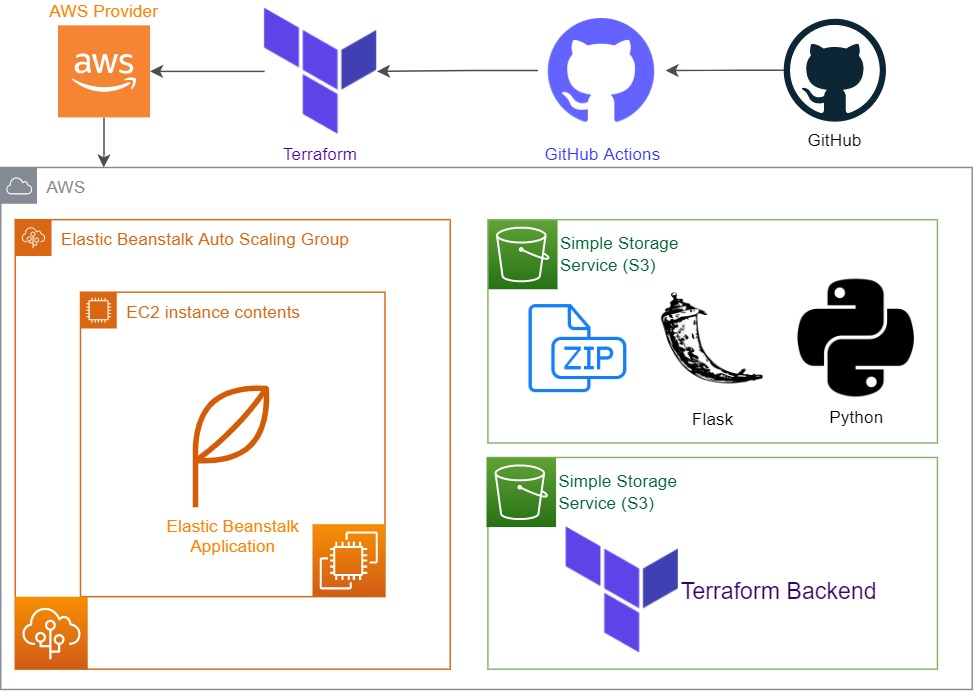 AWS Provider
aws
Terraform
GitHub Actions
GitHub
AWS
Elastic Beanstalk Auto Scaling Group
EC2 instance contents
Elastic Beanstalk
Application
Simple Storage
Service (S3)
ZIP
Flask
Python
Simple Storage
Service (S3)
Terraform Backend